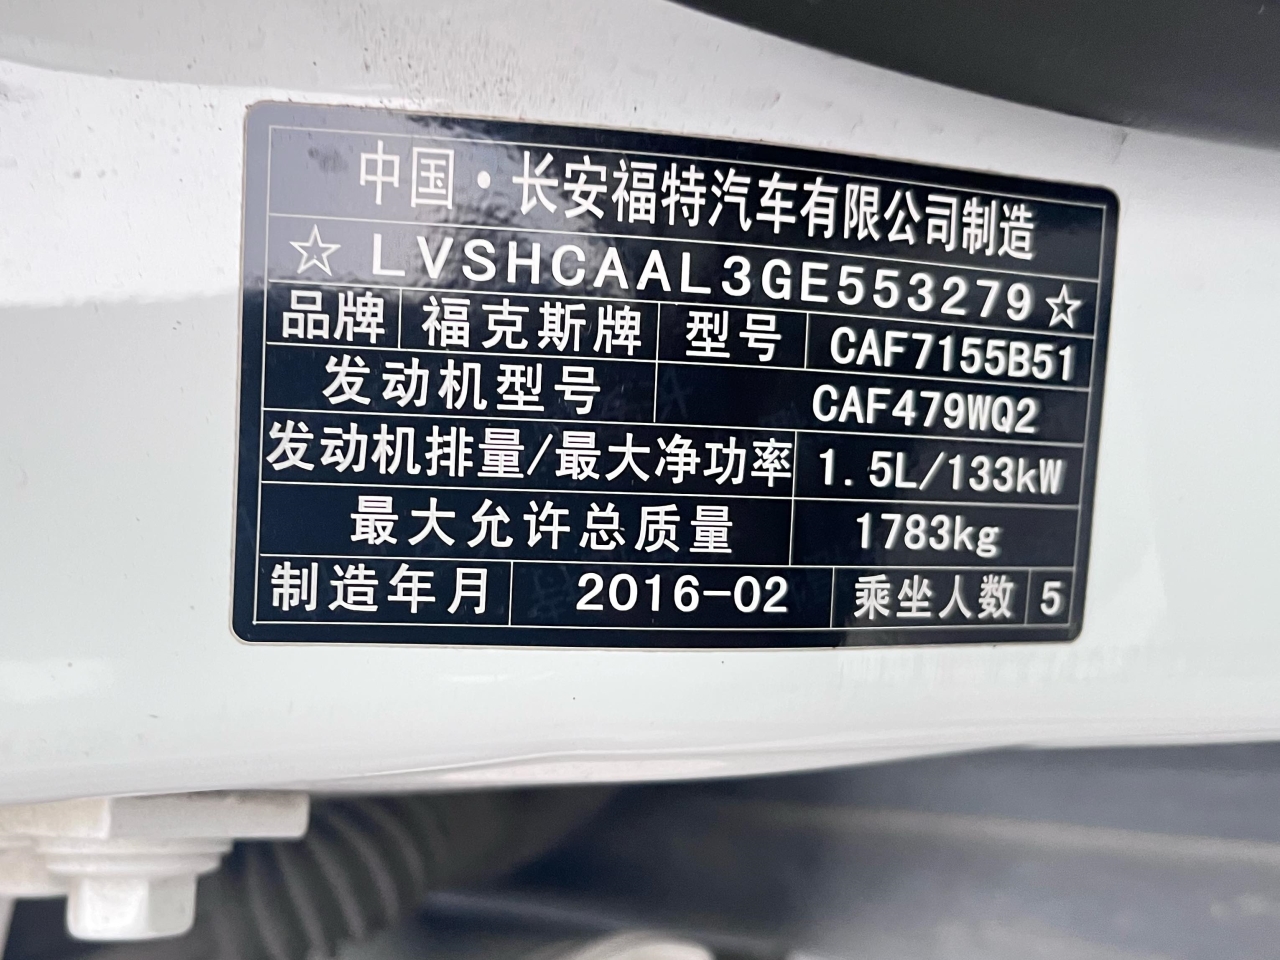 中国·长安福特汽车有限公司制造
☆LVSHCAAL3GE553279☆
品牌 福克斯牌 型号 CAF7155B51
发动机型号 CAF479WQ2
发动机排量/最大净功率 1.5L/133kW
最大允许总质量 1783kg
制造年月 2016-02 乘坐人数 5